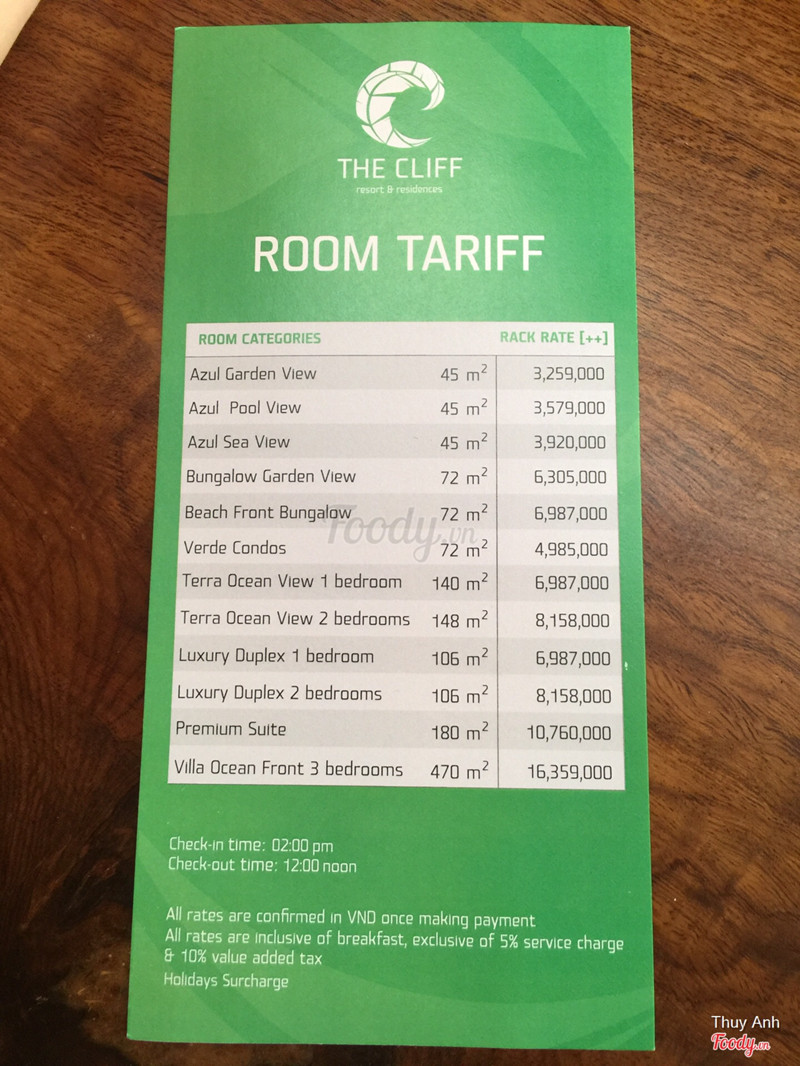 THE CLIFF
resort & residences
ROOM TARIFF
ROOM CATEGORIES RACK RATE [++]
Azul Garden View 45 m² 3,259,000
Azul Pool View 45 m² 3,579,000
Azul Sea View 45 m² 3,920,000
Bungalow Garden View 72 m² 6,305,000
Beach Front Bungalow 72 m² 6,987,000
Foody.vn
Verde Condos 72 m² 4,985,000
Terra Ocean View 1 bedroom 140 m² 6,987,000
Terra Ocean View 2 bedrooms 148 m² 8,158,000
Luxury Duplex 1 bedroom 106 m² 6,987,000
Luxury Duplex 2 bedrooms 106 m² 8,158,000
Premium Suite 180 m² 10,760,000
Villa Ocean Front 3 bedrooms 470 m² 16,359,000
Check-in time: 02:00 pm
Check-out time: 12:00 noon
All rates are confirmed in VND once making payment
All rates are inclusive of breakfast, exclusive of 5% service charge
& 10% value added tax
Holidays Surcharge
Thuy Anh
Foody.vn